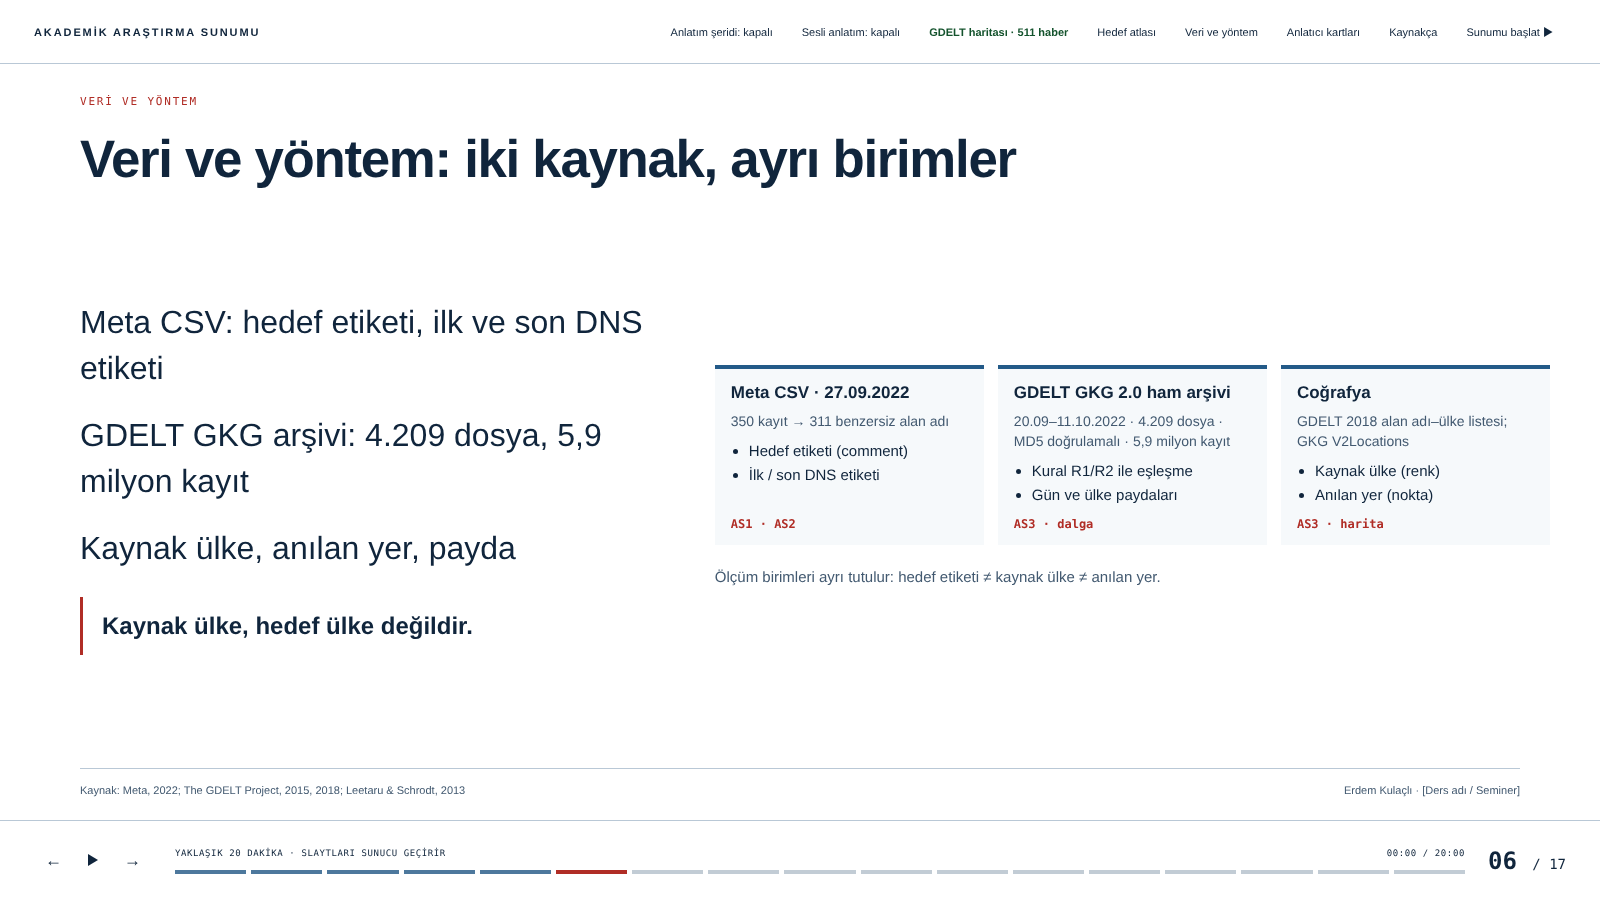 AKADEMİK ARAŞTIRMA SUNUMU
Anlatım şeridi: kapalı
Sesli anlatım: kapalı
GDELT haritası · 511 haber
Hedef atlası
Veri ve yöntem
Anlatıcı kartları
Kaynakça
Sunumu başlat ▶
VERİ VE YÖNTEM
Veri ve yöntem: iki kaynak, ayrı birimler
Meta CSV: hedef etiketi, ilk ve son DNS
etiketi
GDELT GKG arşivi: 4.209 dosya, 5,9
milyon kayıt
Kaynak ülke, anılan yer, payda
Kaynak ülke, hedef ülke değildir.
Meta CSV · 27.09.2022
350 kayıt → 311 benzersiz alan adı
• Hedef etiketi (comment)
• İlk / son DNS etiketi
AS1 · AS2
GDELT GKG 2.0 ham arşivi
20.09–11.10.2022 · 4.209 dosya ·
MD5 doğrulamalı · 5,9 milyon kayıt
• Kural R1/R2 ile eşleşme
• Gün ve ülke paydaları
AS3 · dalga
Coğrafya
GDELT 2018 alan adı–ülke listesi;
GKG V2Locations
• Kaynak ülke (renk)
• Anılan yer (nokta)
AS3 · harita
Ölçüm birimleri ayrı tutulur: hedef etiketi ≠ kaynak ülke ≠ anılan yer.
Kaynak: Meta, 2022; The GDELT Project, 2015, 2018; Leetaru & Schrodt, 2013
Erdem Kulaçlı · [Ders adı / Seminer]
← ▶ →
YAKLAŞIK 20 DAKİKA · SLAYTLARI SUNUCU GEÇİRİR
00:00 / 20:00
06 / 17